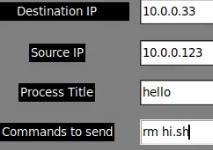 Destination IP 10.0.0.33
Source IP 10.0.0.123
Process Title hello
Commands to send rm hi.sh